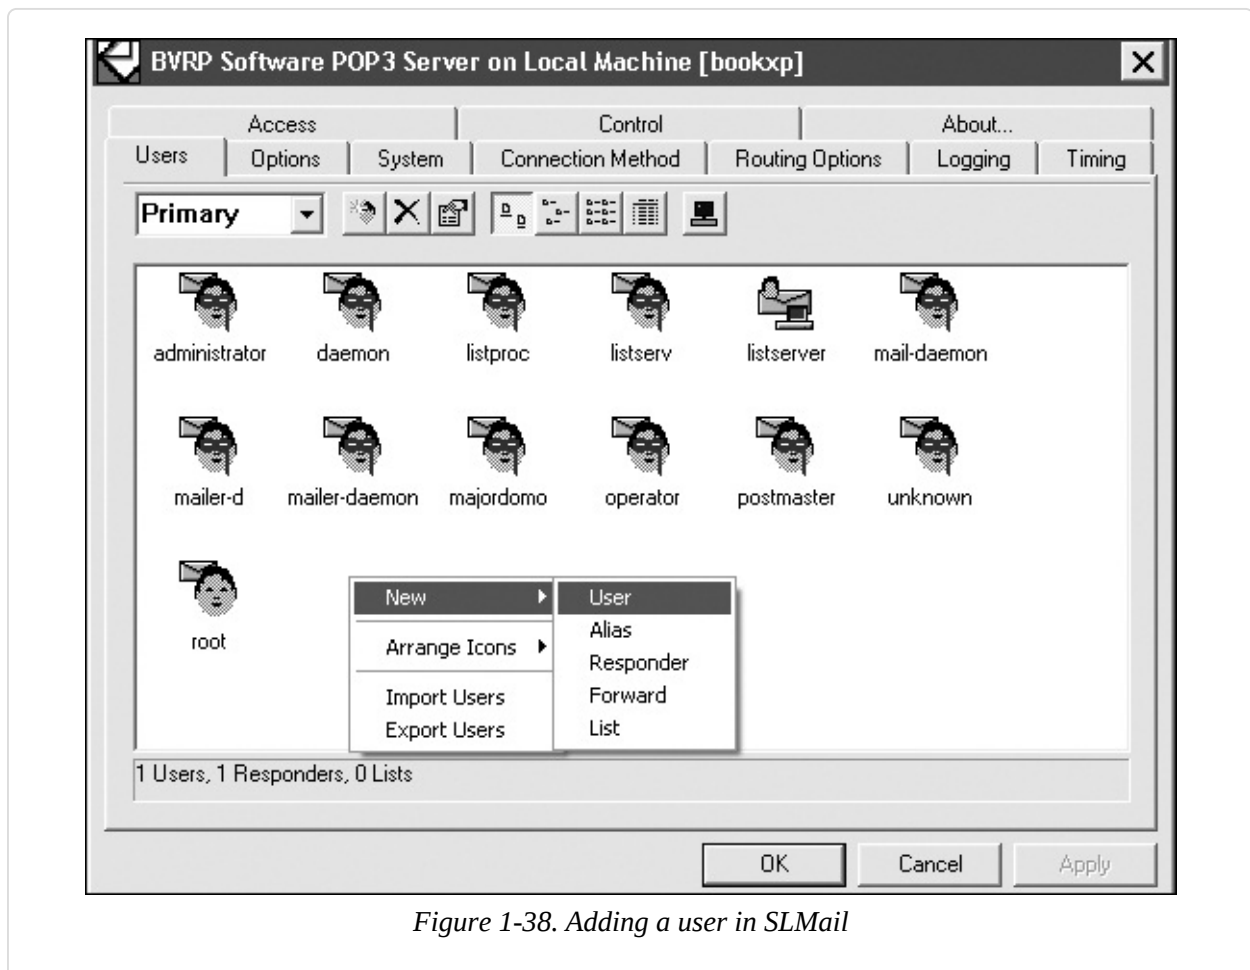 BVRP Software POP3 Server on Local Machine [bookxp]
Access Control About...
Users Options System Connection Method Routing Options Logging Timing
Primary
administrator daemon listproc listserv listserver mail-daemon
mailer-d mailer-daemon majordomo operator postmaster unknown
root
New
Arrange Icons
Import Users
Export Users
User
Alias
Responder
Forward
List
1 Users, 1 Responders, 0 Lists
OK Cancel Apply
Figure 1-38. Adding a user in SLMail